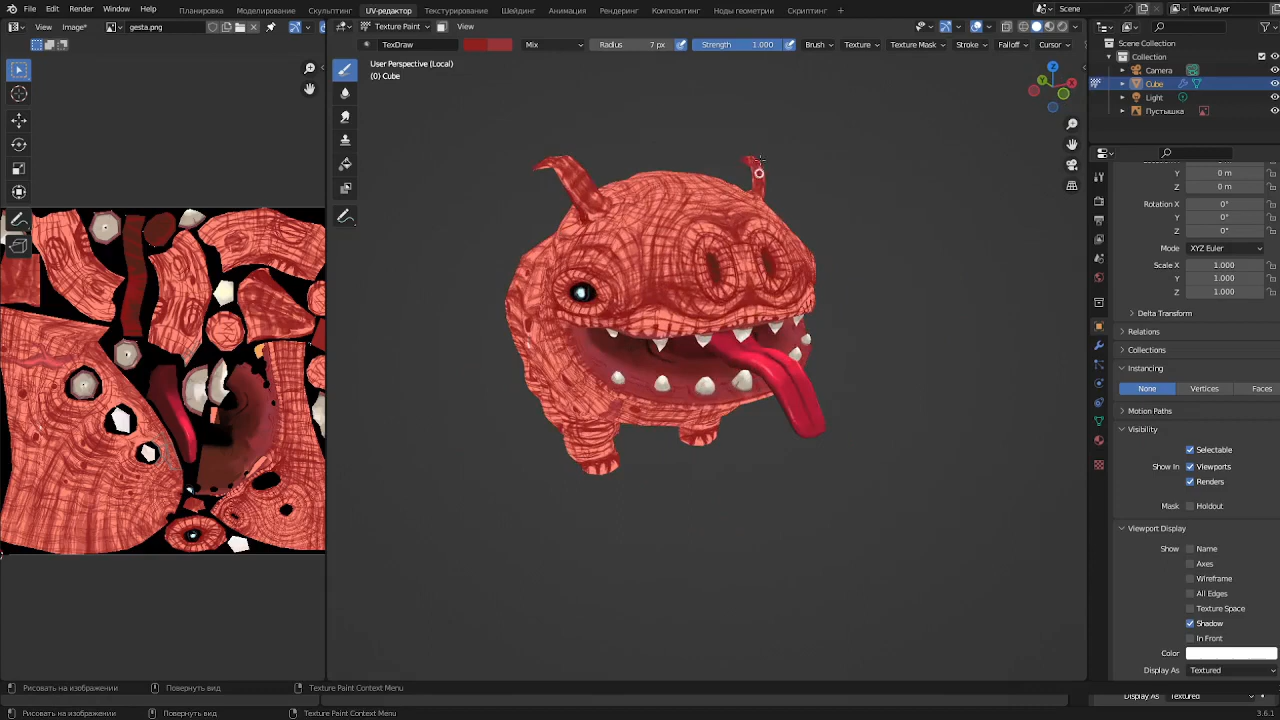 File Edit Render Window Help Планировка Моделирование Скульптинг UV-редактор Текстурирование Шейдинг Анимация Рендеринг Композитинг Ноды геометрии Скриптинг + Scene ViewLayer
View Image* gesta.png Texture Paint View
TexDraw Mix Radius 7 px Strength 1.000 Brush Texture Texture Mask Stroke Falloff Cursor
User Perspective (Local)
(0) Cube
Scene Collection
Collection
Camera
Cube
Light
Пустышка
X
Y
Z
Y 0 m
Z 0 m
Rotation X 0°
Y 0°
Z 0°
Mode XYZ Euler
Scale X 1.000
Y 1.000
Z 1.000
Delta Transform
Relations
Collections
Instancing
None Vertices Faces
Motion Paths
Visibility
Selectable
Show In Viewports
Renders
Mask Holdout
Viewport Display
Show Name
Axes
Wireframe
All Edges
Texture Space
Shadow
In Front
Color
Display As Textured
Рисовать на изображении Повернуть вид Texture Paint Context Menu
Display As Textured
Рисовать на изображении Повернуть вид Texture Paint Context Menu 3.6.1